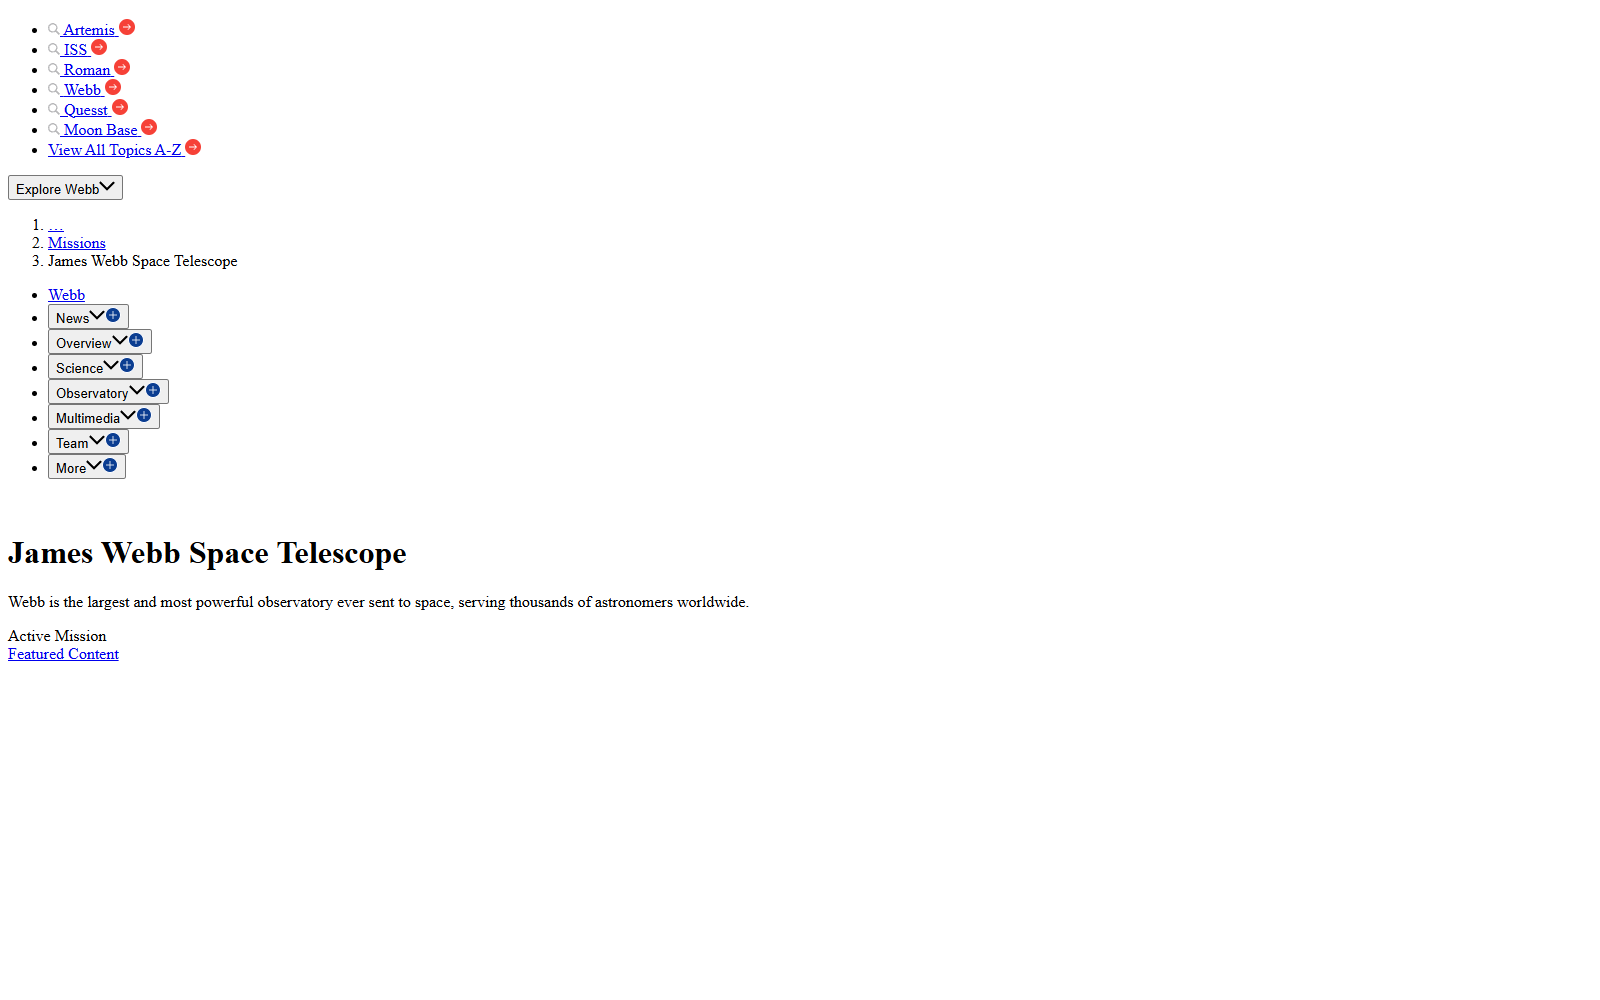 Artemis
ISS
Roman
Webb
Quesst
Moon Base
View All Topics A-Z
Explore Webb
1. …
2. Missions
3. James Webb Space Telescope
Webb
News
Overview
Science
Observatory
Multimedia
Team
More
James Webb Space Telescope
Webb is the largest and most powerful observatory ever sent to space, serving thousands of astronomers worldwide.
Active Mission
Featured Content